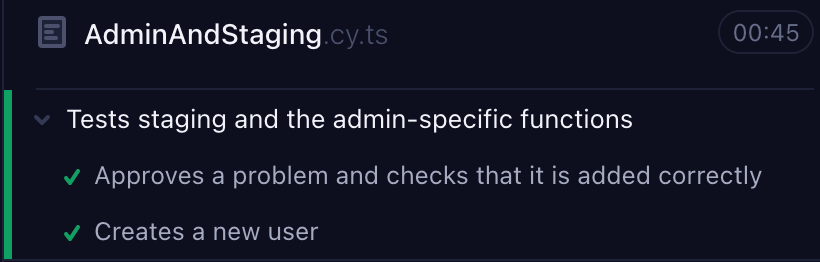 AdminAndStaging.cy.ts 00:45
Tests staging and the admin-specific functions
Approves a problem and checks that it is added correctly
Creates a new user